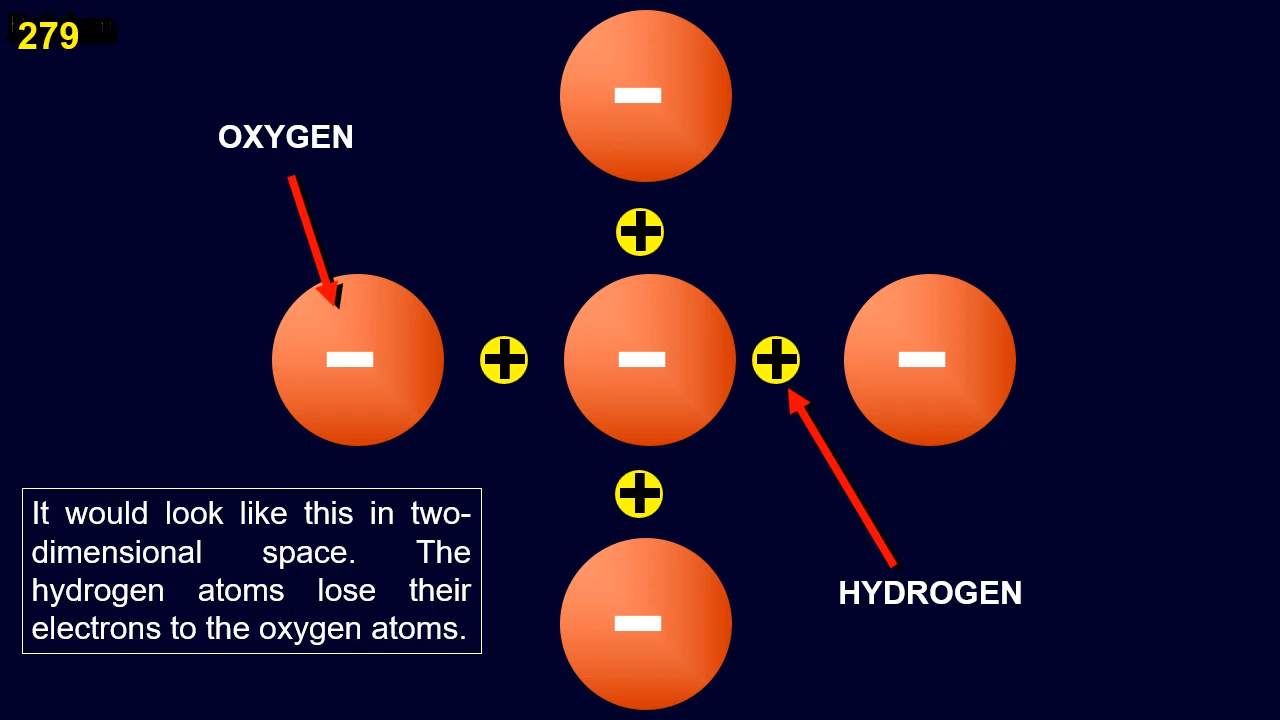 279
OXYGEN
It would look like this in two-
dimensional space. The
hydrogen atoms lose their
electrons to the oxygen atoms.
HYDROGEN